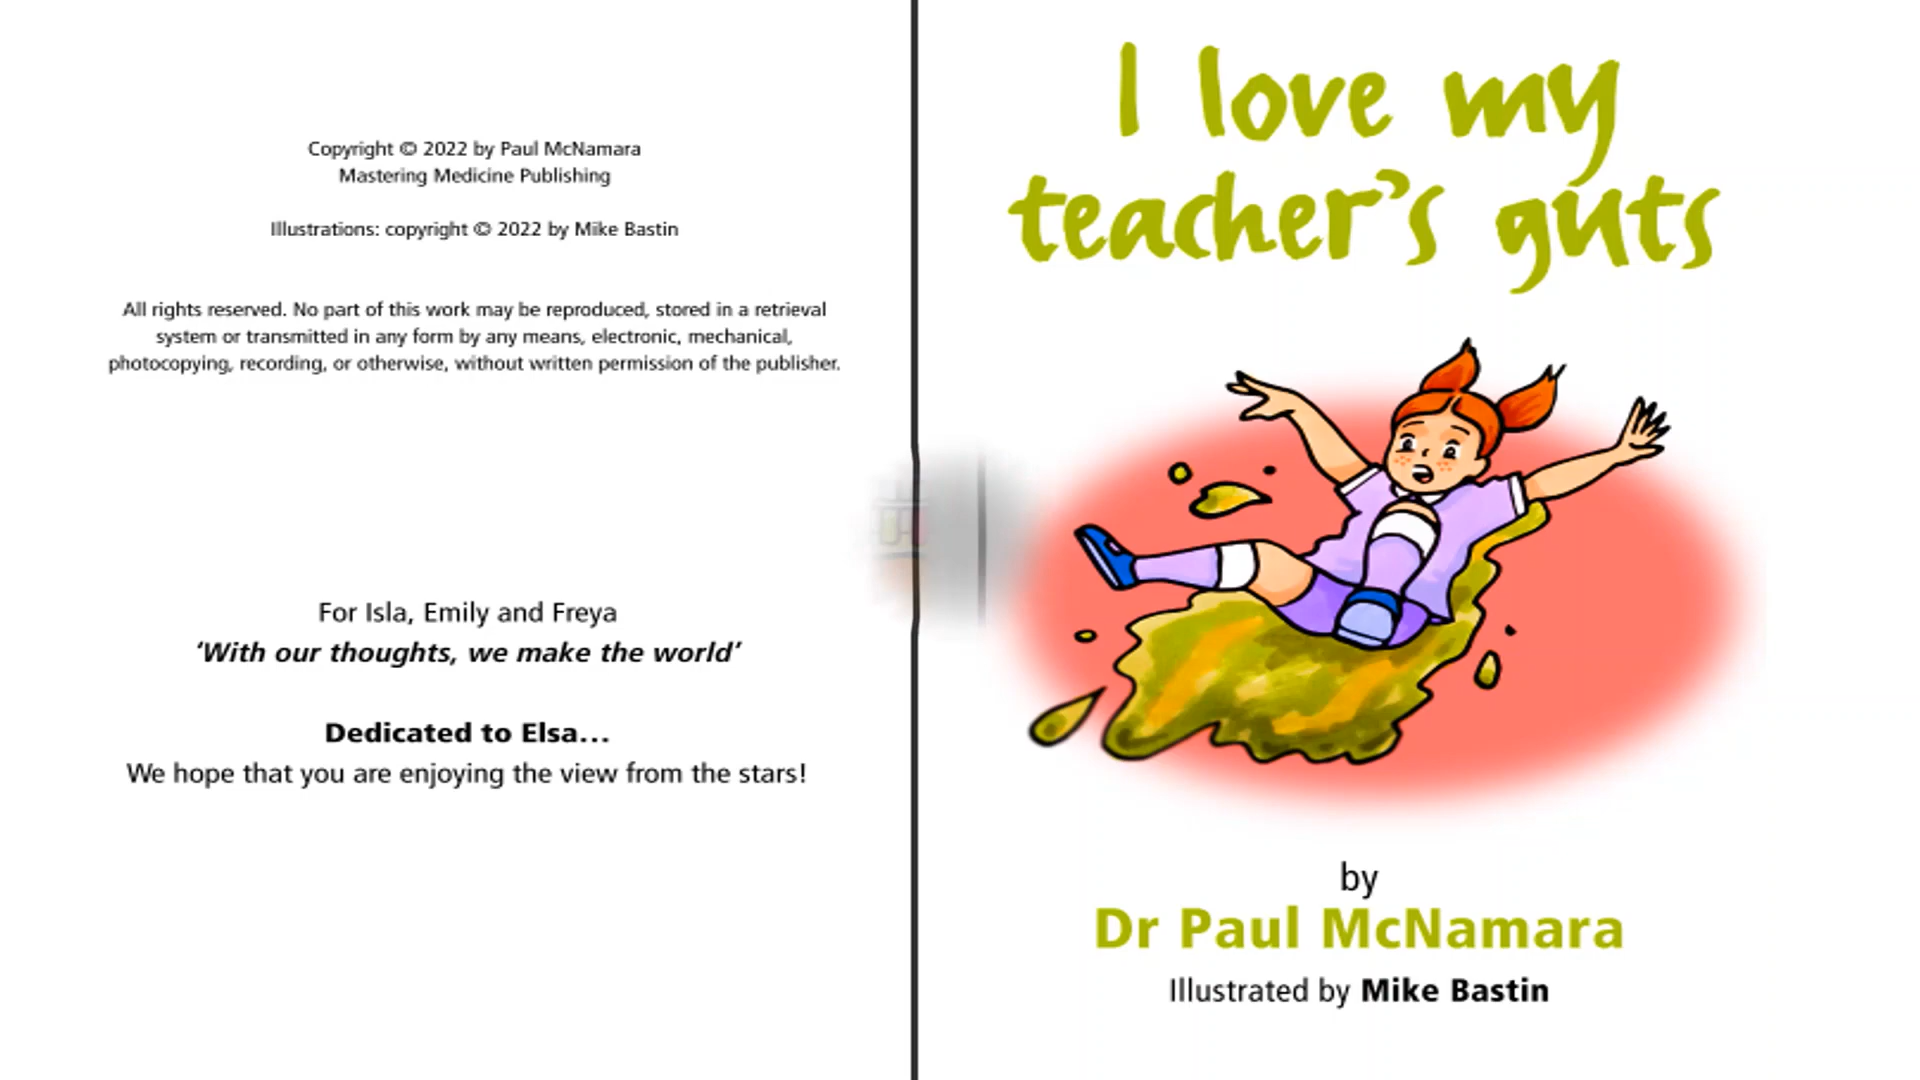 Copyright © 2022 by Paul McNamara
Mastering Medicine Publishing
Illustrations: copyright © 2022 by Mike Bastin
All rights reserved. No part of this work may be reproduced, stored in a retrieval
system or transmitted in any form by any means, electronic, mechanical,
photocopying, recording, or otherwise, without written permission of the publisher.
For Isla, Emily and Freya
‘With our thoughts, we make the world’
Dedicated to Elsa...
We hope that you are enjoying the view from the stars!
I love my
teacher’s guts
by
Dr Paul McNamara
Illustrated by Mike Bastin